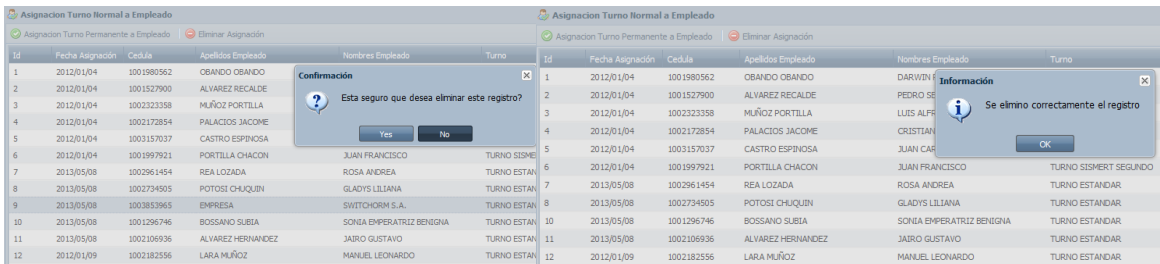 Asignacion Turno Normal a Empleado
Asignacion Turno Permanente a Empleado Eliminar Asignación
Id Fecha Asignación Cedula Apellidos Empleado Nombres Empleado Turno
1 2012/01/04 1001980562 OBANDO OBANDO
2 2012/01/04 1001527900 ALVAREZ RECALDE
3 2012/01/04 1002323358 MUÑOZ PORTILLA
4 2012/01/04 1002172854 PALACIOS JACOME
5 2012/01/04 1003157037 CASTRO ESPINOSA
6 2012/01/04 1001997921 PORTILLA CHACON JUAN FRANCISCO TURNO SISME
7 2013/05/08 1002961454 REA LOZADA ROSA ANDREA TURNO ESTAN
8 2013/05/08 1002734505 POTOSI CHUQUIN GLADYS LILIANA TURNO ESTAN
9 2013/05/08 1003853965 EMPRESA SWITCHORM S.A. TURNO ESTAN
10 2013/05/08 1001296746 BOSSANO SUBIA SONIA EMPERATRIZ BENIGNA TURNO ESTAN
11 2013/05/08 1002106936 ALVAREZ HERNANDEZ JAIRO GUSTAVO TURNO ESTAN
12 2012/01/09 1002182556 LARA MUÑOZ MANUEL LEONARDO TURNO ESTAN
Confirmación
Esta seguro que desea eliminar este registro?
Yes No
Asignacion Turno Normal a Empleado
Asignacion Turno Permanente a Empleado Eliminar Asignación
Id Fecha Asignación Cedula Apellidos Empleado Nombres Empleado Turno
1 2012/01/04 1001980562 OBANDO OBANDO DARWIN
2 2012/01/04 1001527900 ALVAREZ RECALDE PEDRO SE
3 2012/01/04 1002323358 MUÑOZ PORTILLA LUIS ALFR
4 2012/01/04 1002172854 PALACIOS JACOME CRISTIAN
5 2012/01/04 1003157037 CASTRO ESPINOSA JUAN CAR
6 2012/01/04 1001997921 PORTILLA CHACON JUAN FRANCISCO TURNO SISMERT SEGUNDO
7 2013/05/08 1002961454 REA LOZADA ROSA ANDREA TURNO ESTANDAR
8 2013/05/08 1002734505 POTOSI CHUQUIN GLADYS LILIANA TURNO ESTANDAR
10 2013/05/08 1001296746 BOSSANO SUBIA SONIA EMPERATRIZ BENIGNA TURNO ESTANDAR
11 2013/05/08 1002106936 ALVAREZ HERNANDEZ JAIRO GUSTAVO TURNO ESTANDAR
12 2012/01/09 1002182556 LARA MUÑOZ MANUEL LEONARDO TURNO ESTANDAR
Información
Se elimino correctamente el registro
OK